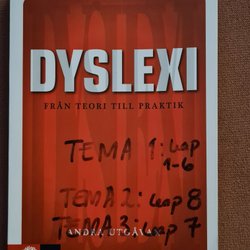 DYSLEXI
FRÅN TEORI TILL PRAKTIK
TEMA 1: kap
1-6
TEMA 2: kap 8
ANDRA UTGÅVAN
TEMA 3: kap 7